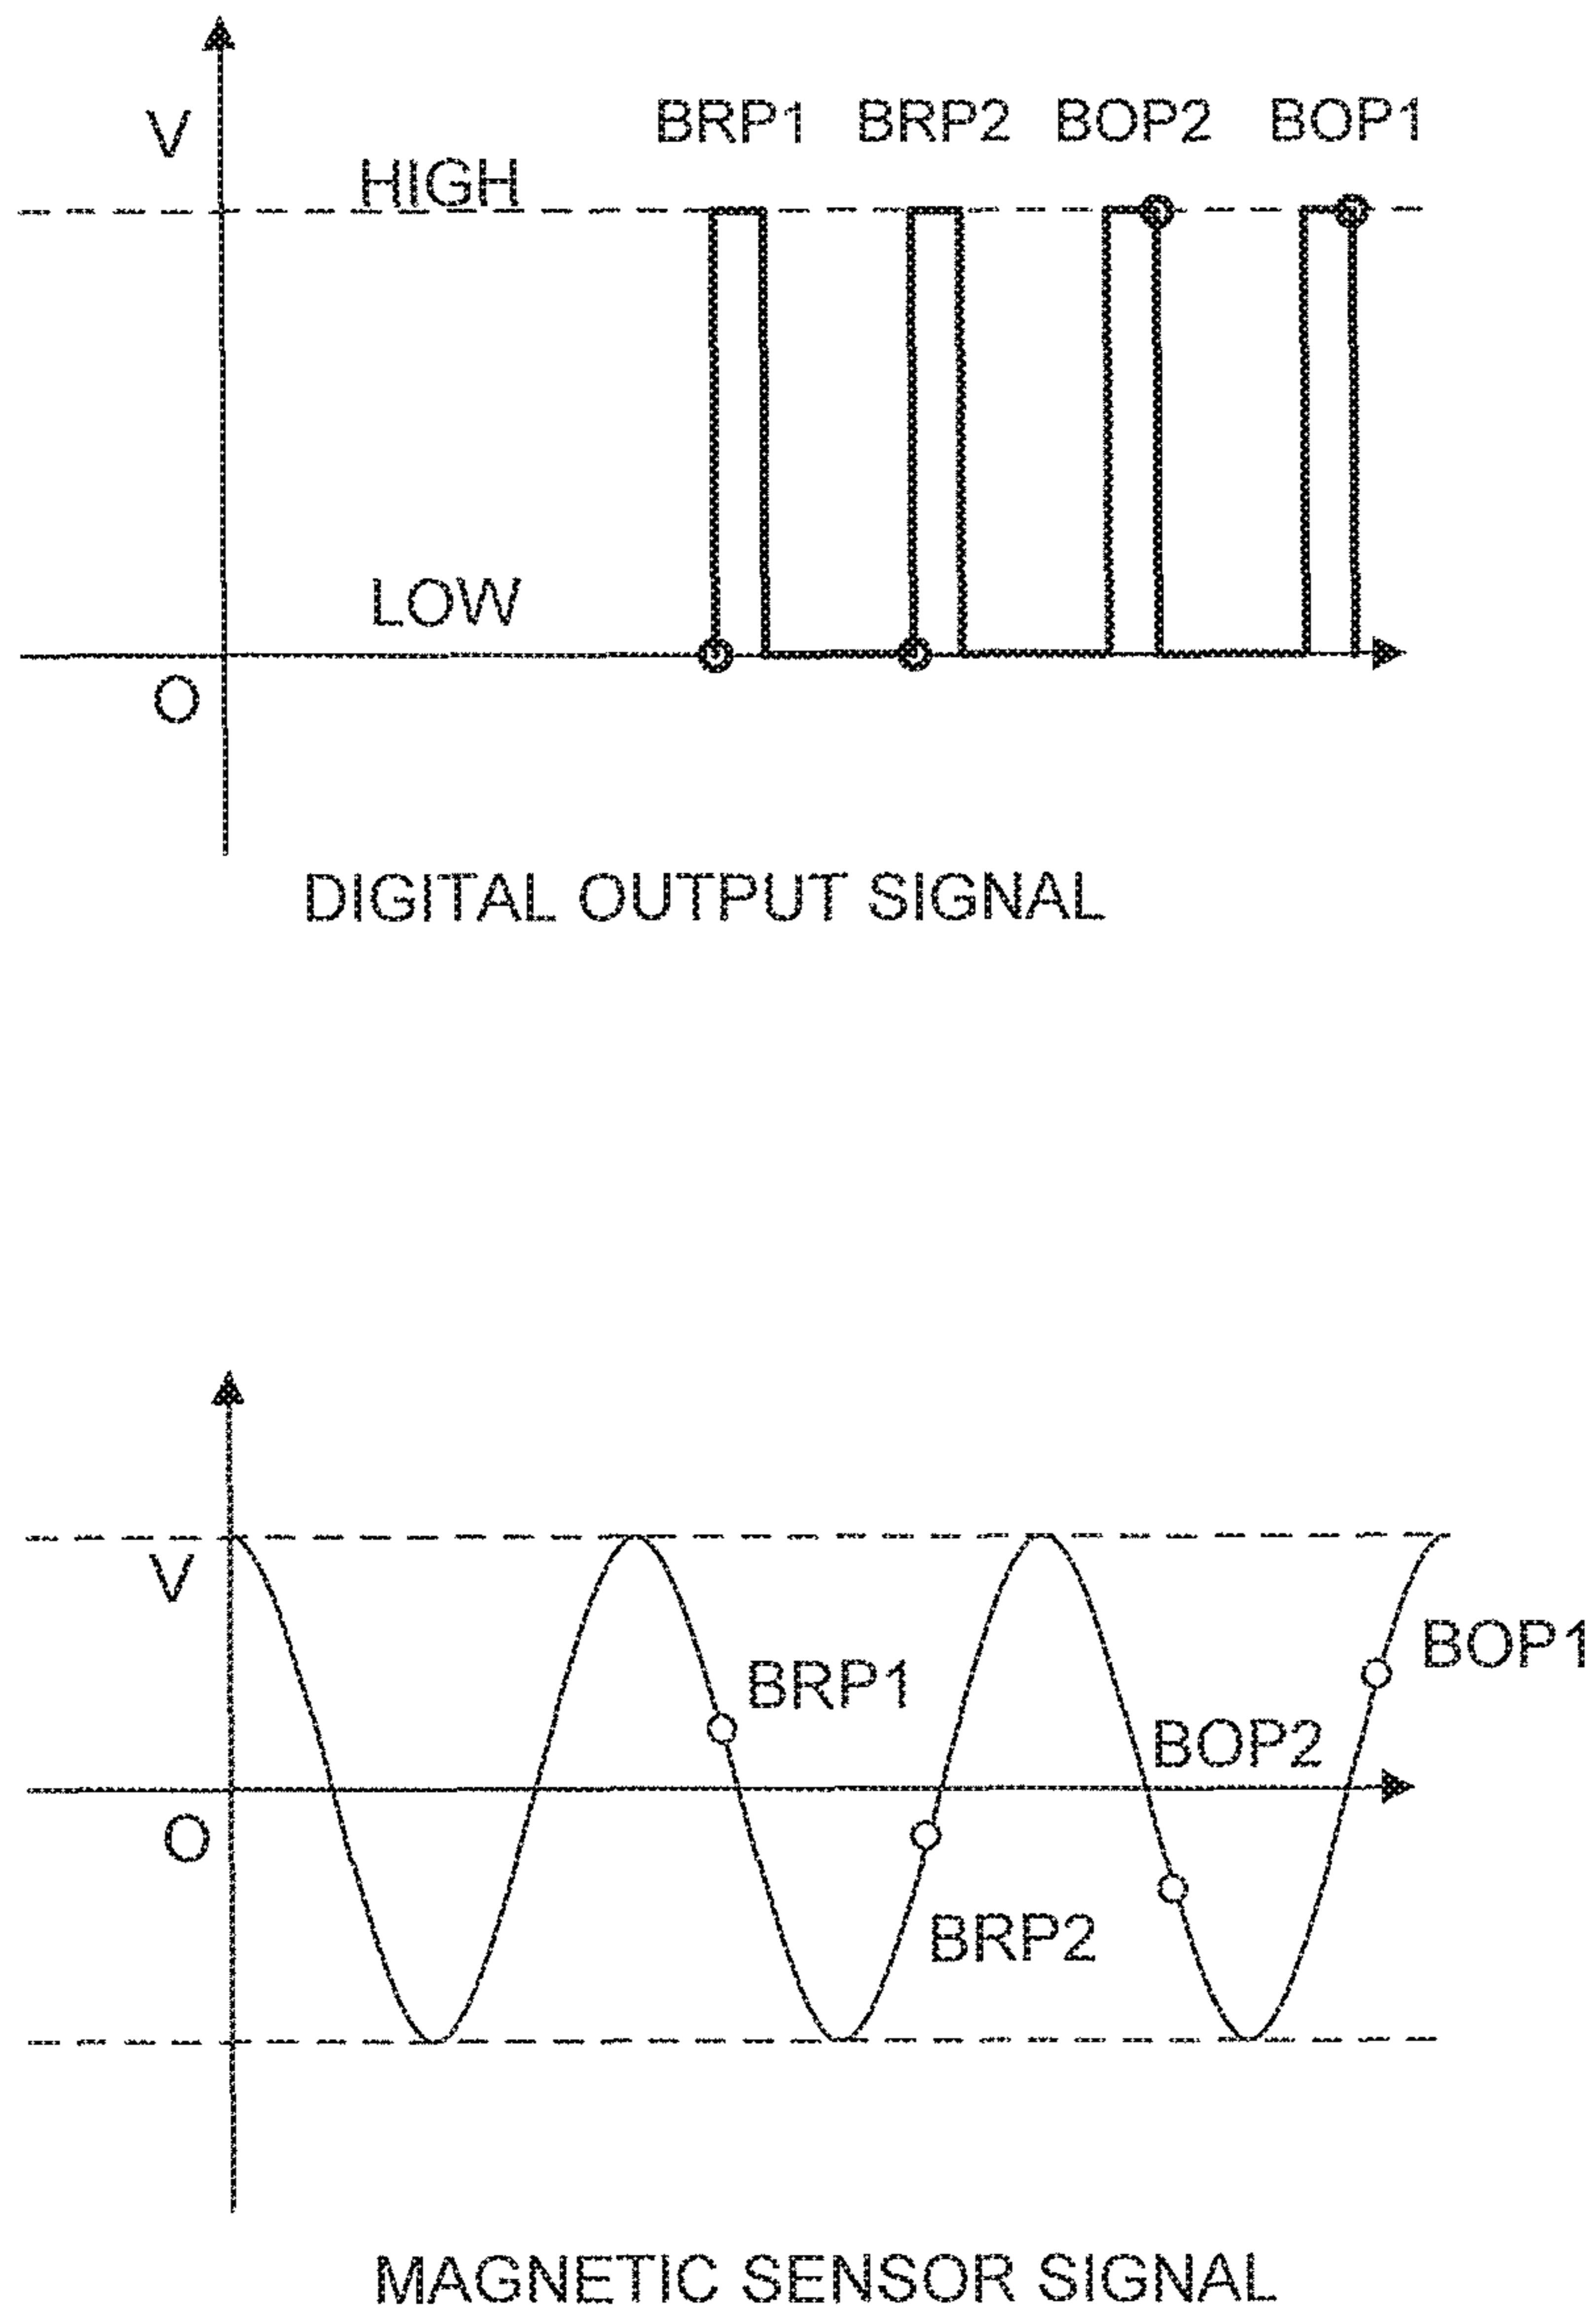 BRP1 BRP2 BOP2 BOP1
V
HIGH
LOW
O
DIGITAL OUTPUT SIGNAL
V
BOP1
BRP1
BOP2
O
BRP2
MAGNETIC SENSOR SIGNAL